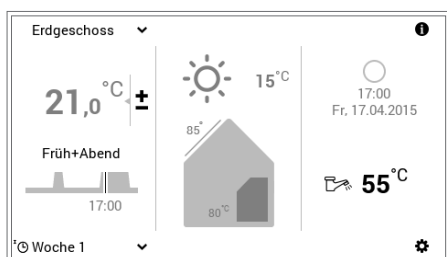 Erdgeschoss
21,0°C ±
Früh+Abend
17:00
Woche 1
15°C
85°
80°C
17:00
Fr, 17.04.2015
55°C